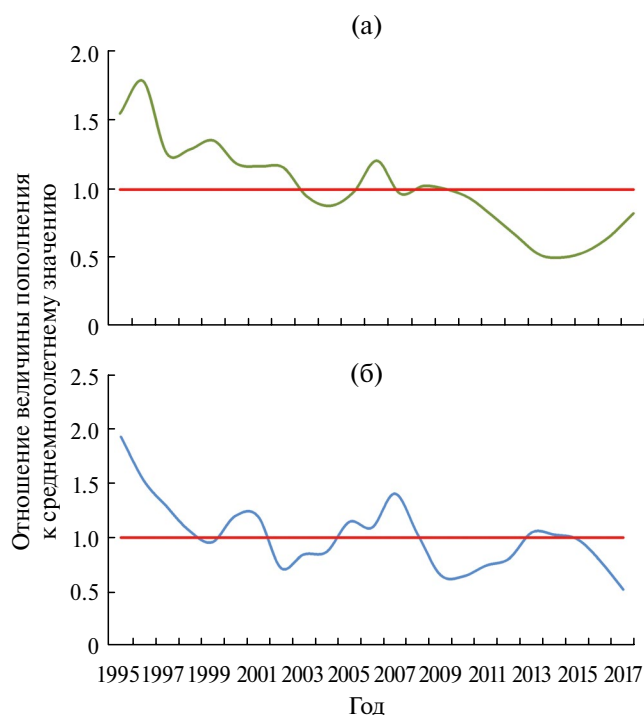 (а)
Отношение величины пополнения
к среднемноголетнему значению
2.0
1.5
1.0
0.5
0
(б)
2.5
2.0
1.5
1.0
0.5
0
1995 1997 1999 2001 2003 2005 2007 2009 2011 2013 2015 2017
Год